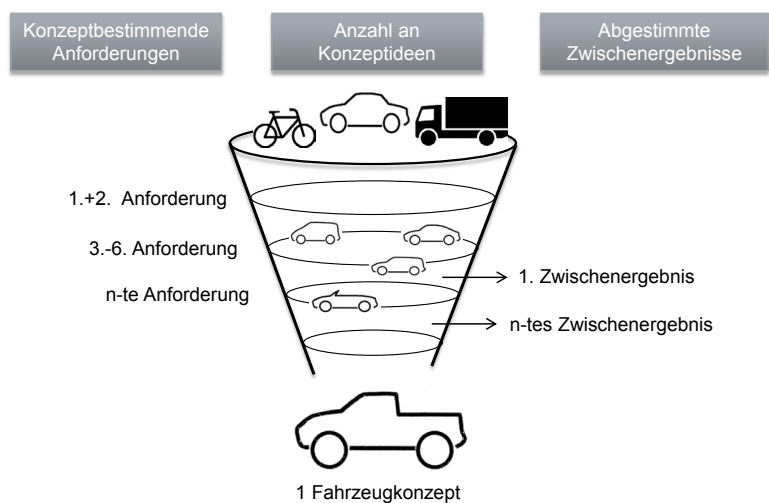 Konzeptbestimmende
Anforderungen
Anzahl an
Konzeptideen
Abgestimmte
Zwischenergebnisse
1.+2. Anforderung
3.-6. Anforderung
n-te Anforderung
1. Zwischenergebnis
n-tes Zwischenergebnis
1 Fahrzeugkonzept